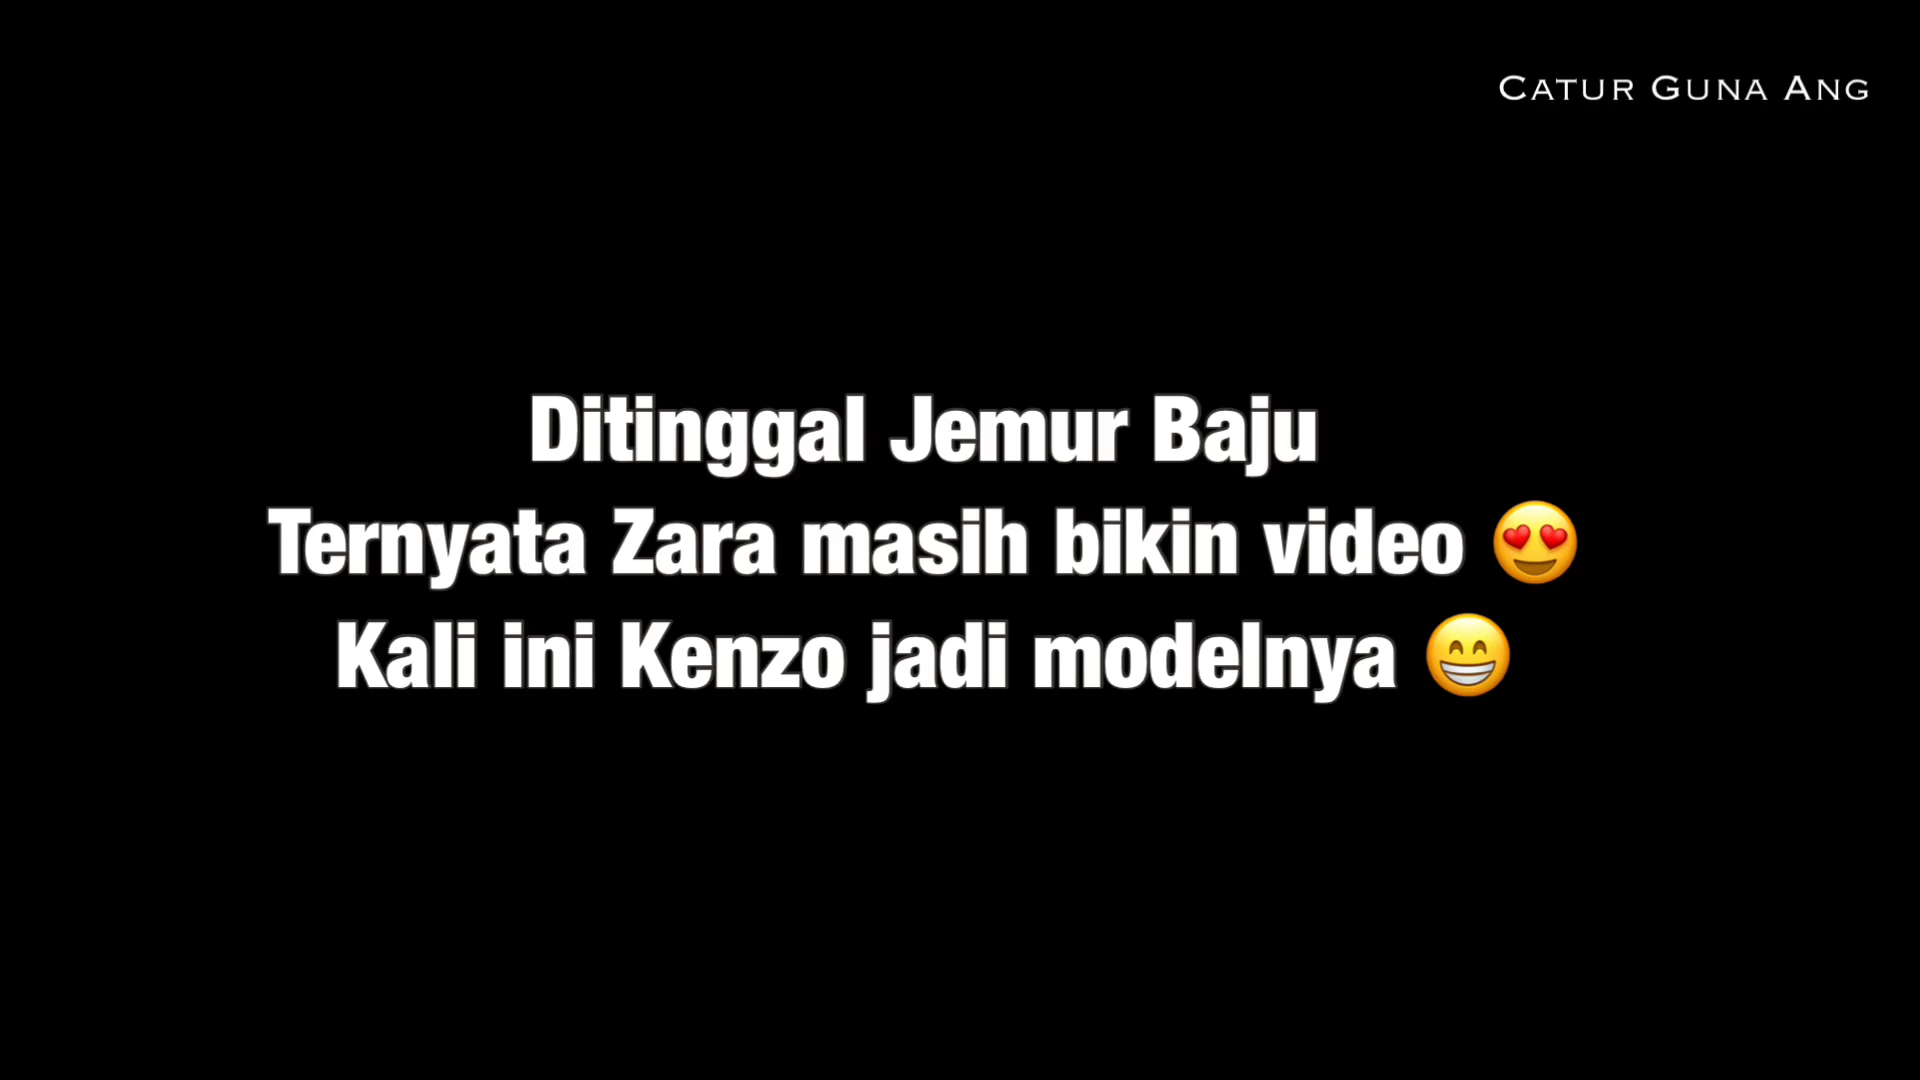 CATUR GUNA ANG
Ditinggal Jemur Baju
Ternyata Zara masih bikin video 😍
Kali ini Kenzo jadi modelnya 😁